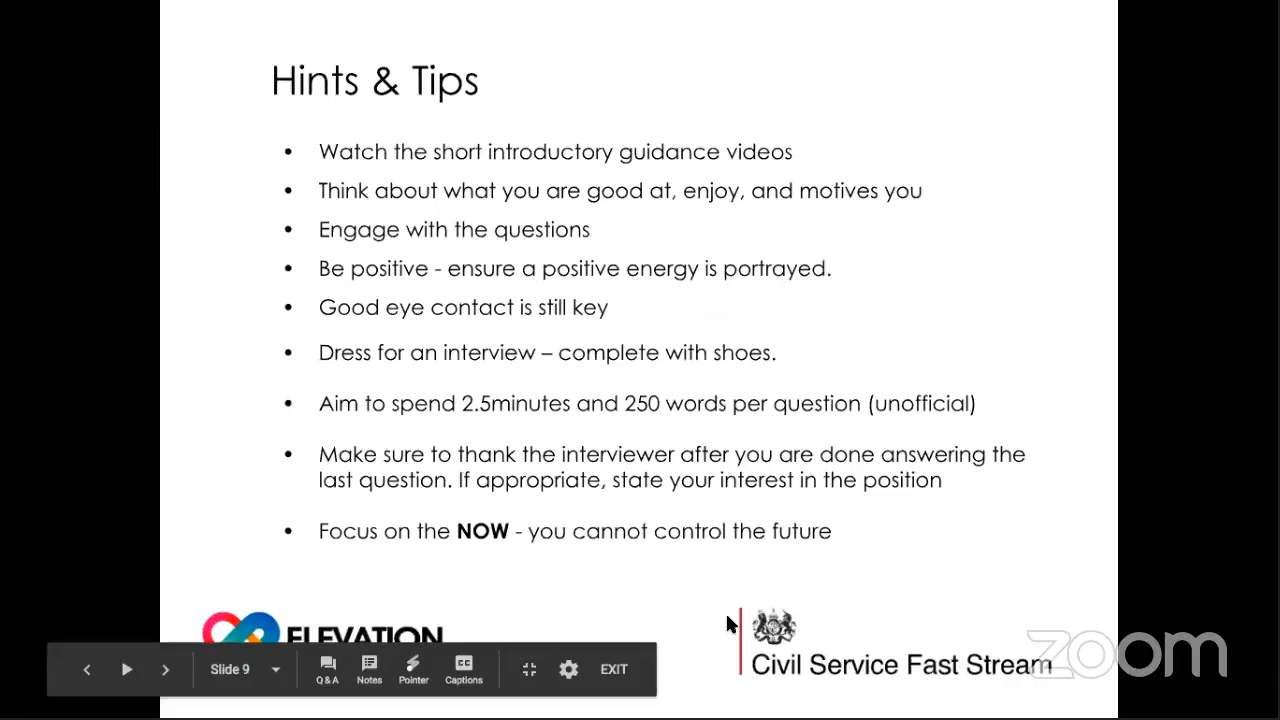 Hints & Tips
• Watch the short introductory guidance videos
• Think about what you are good at, enjoy, and motives you
• Engage with the questions
• Be positive - ensure a positive energy is portrayed.
• Good eye contact is still key
• Dress for an interview – complete with shoes.
• Aim to spend 2.5minutes and 250 words per question (unofficial)
• Make sure to thank the interviewer after you are done answering the
last question. If appropriate, state your interest in the position
• Focus on the NOW - you cannot control the future
ELEVATION
Civil Service Fast Stream
zoom
Slide 9
Q & A
Notes
Pointer
CC
Captions
EXIT